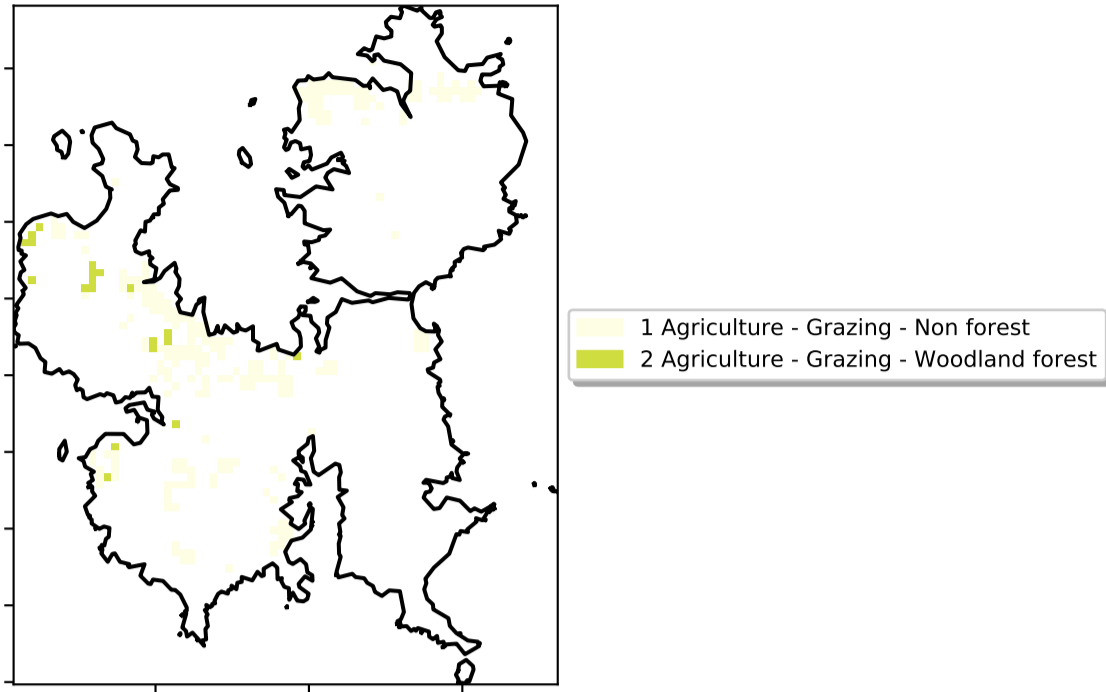 1 Agriculture - Grazing - Non forest
2 Agriculture - Grazing - Woodland forest